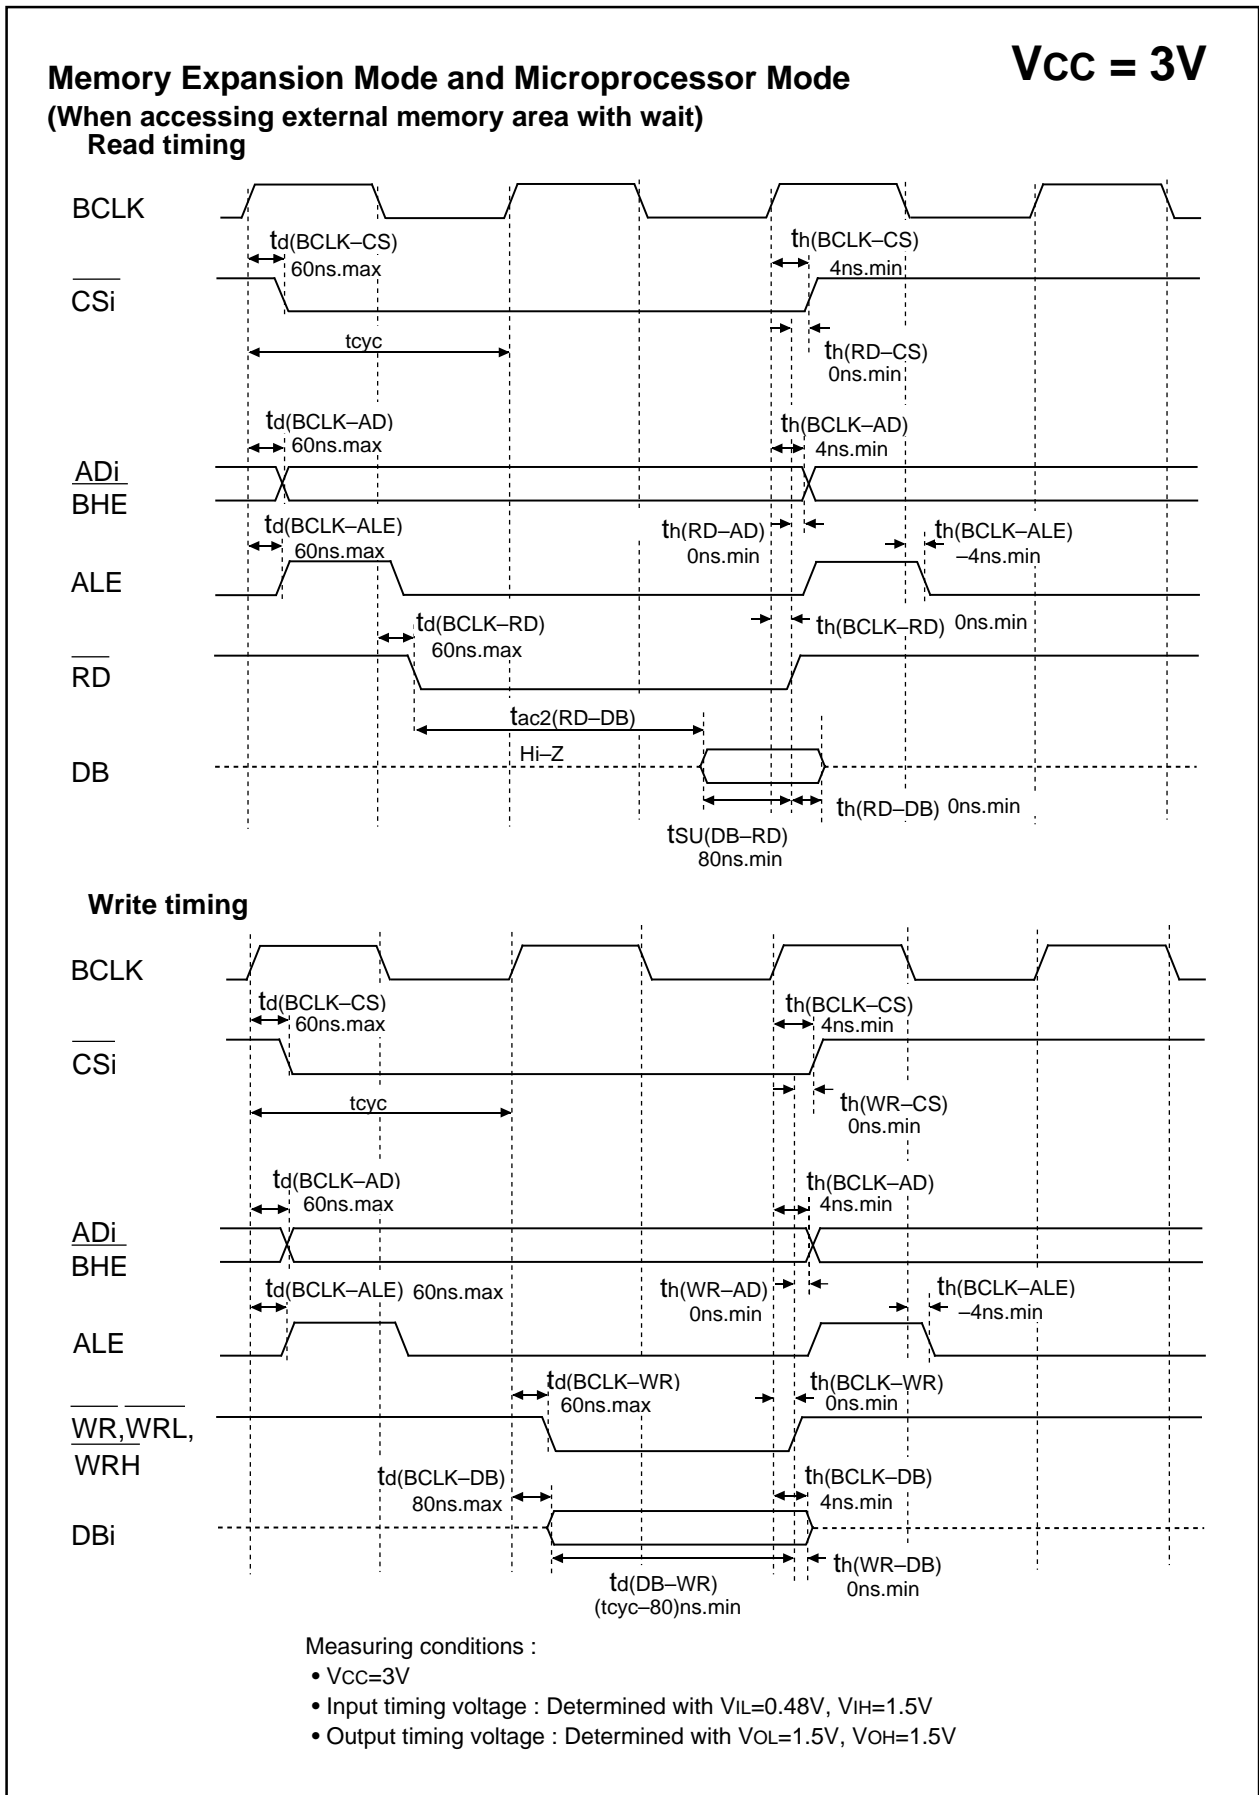 VCC = 3V
Memory Expansion Mode and Microprocessor Mode
(When accessing external memory area with wait)
Read timing
BCLK
td(BCLK–CS)
60ns.max
th(BCLK–CS)
4ns.min
CSi
tcyc
th(RD–CS)
0ns.min
td(BCLK–AD)
60ns.max
th(BCLK–AD)
4ns.min
ADi
BHE
td(BCLK–ALE)
60ns.max
th(RD–AD)
0ns.min
th(BCLK–ALE)
–4ns.min
ALE
td(BCLK–RD)
60ns.max
th(BCLK–RD) 0ns.min
RD
tac2(RD–DB)
Hi–Z
DB
th(RD–DB) 0ns.min
tSU(DB–RD)
80ns.min
Write timing
BCLK
td(BCLK–CS)
60ns.max
th(BCLK–CS)
4ns.min
CSi
tcyc
th(WR–CS)
0ns.min
td(BCLK–AD)
60ns.max
th(BCLK–AD)
4ns.min
ADi
BHE
td(BCLK–ALE) 60ns.max
th(WR–AD)
0ns.min
th(BCLK–ALE)
–4ns.min
ALE
td(BCLK–WR)
60ns.max
th(BCLK–WR)
0ns.min
WR,WRL,
WRH
td(BCLK–DB)
80ns.max
th(BCLK–DB)
4ns.min
DBi
td(DB–WR)
(tcyc–80)ns.min
th(WR–DB)
0ns.min
Measuring conditions :
• VCC=3V
• Input timing voltage : Determined with VIL=0.48V, VIH=1.5V
• Output timing voltage : Determined with VOL=1.5V, VOH=1.5V